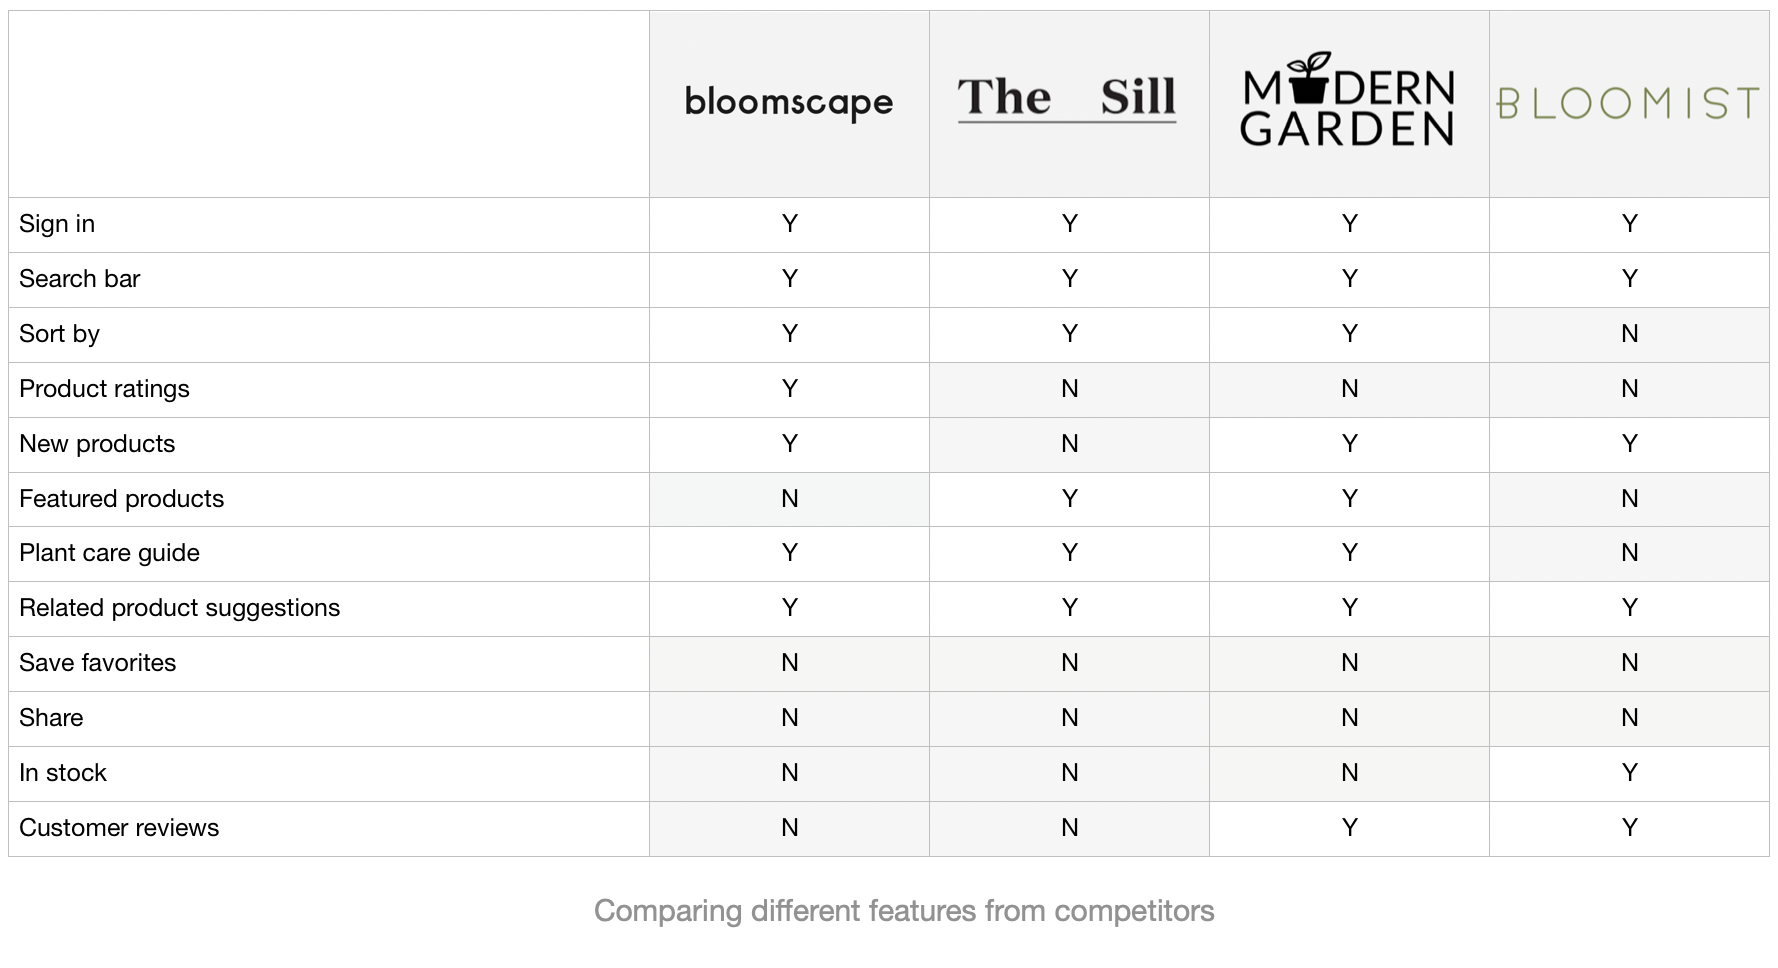 bloomscape The Sill MODERN GARDEN BLOOMIST
Sign in Y Y Y Y
Search bar Y Y Y Y
Sort by Y Y Y N
Product ratings Y N N N
New products Y N Y Y
Featured products N Y Y N
Plant care guide Y Y Y N
Related product suggestions Y Y Y Y
Save favorites N N N N
Share N N N N
In stock N N N Y
Customer reviews N N Y Y
Comparing different features from competitors